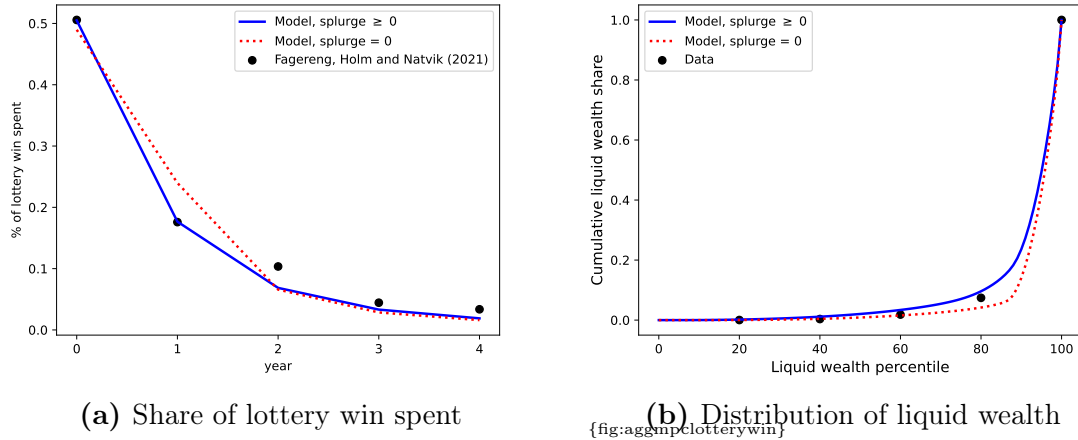 0.5
0.4
0.3
0.2
0.1
0.0
% of lottery win spent
Model, splurge ≥ 0
Model, splurge = 0
Fagereng, Holm and Natvik (2021)
0 1 2 3 4
year
(a) Share of lottery win spent
1.0
0.8
0.6
0.4
0.2
0.0
Cumulative liquid wealth share
Model, splurge ≥ 0
Model, splurge = 0
Data
0 20 40 60 80 100
Liquid wealth percentile
(b) Distribution of liquid wealth
{fig:aggmpclotterywin}